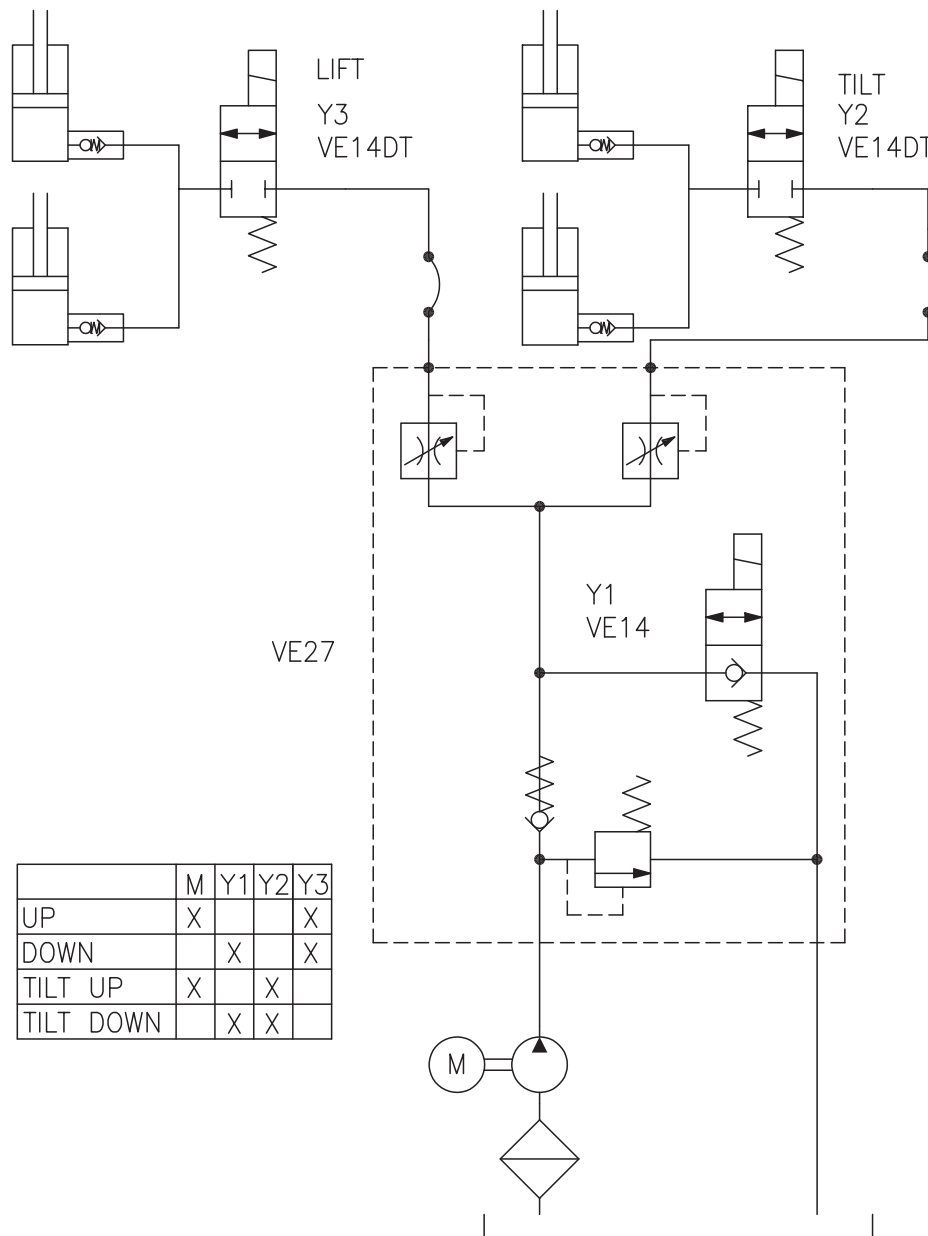 LIFT
Y3
VE14DT
TILT
Y2
VE14DT
Y1
VE14
VE27
M Y1 Y2 Y3
UP X X
DOWN X X
TILT UP X X
TILT DOWN X X
M